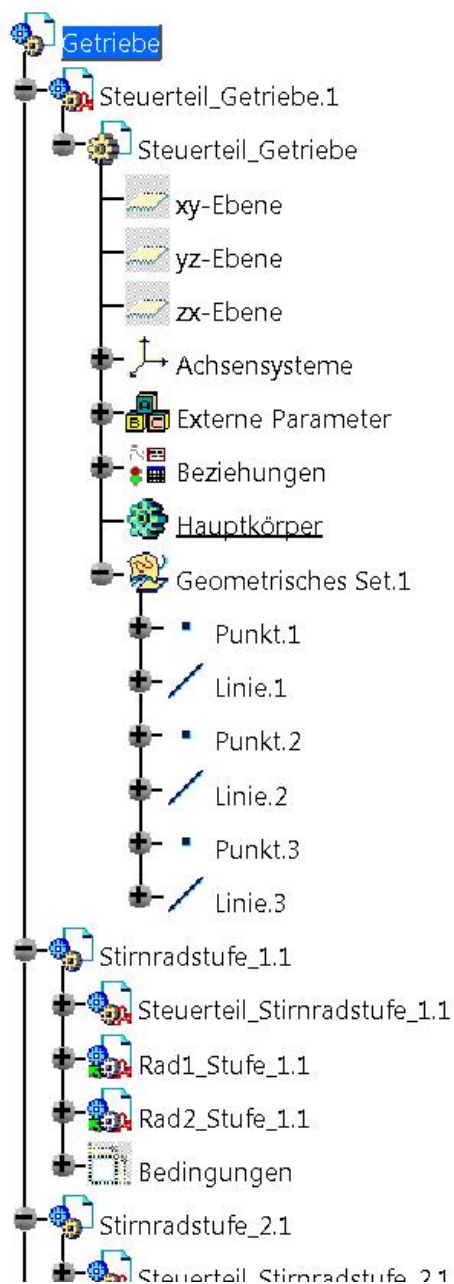 Getriebe
Steuerteil_Getriebe.1
Steuerteil_Getriebe
xy-Ebene
yz-Ebene
zx-Ebene
Achsensysteme
Externe Parameter
Beziehungen
Hauptkörper
Geometrisches Set.1
Punkt.1
Linie.1
Punkt.2
Linie.2
Punkt.3
Linie.3
Stirnradstufe_1.1
Steuerteil_Stirnradstufe_1.1
Rad1_Stufe_1.1
Rad2_Stufe_1.1
Bedingungen
Stirnradstufe_2.1
Steuerteil_Stirnradstufe_2.1